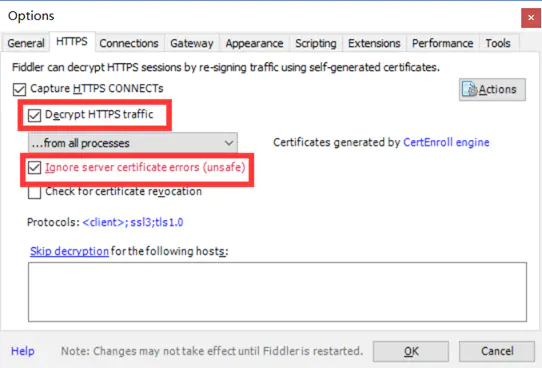 Options
General HTTPS Connections Gateway Appearance Scripting Extensions Performance Tools
Fiddler can decrypt HTTPS sessions by re-signing traffic using self-generated certificates.
Capture HTTPS CONNECTs
Actions
Decrypt HTTPS traffic
...from all processes
Certificates generated by CertEnroll engine
Ignore server certificate errors (unsafe)
Check for certificate revocation
Protocols: <client>; ssl3;tls1.0
Skip decryption for the following hosts:
Help
Note: Changes may not take effect until Fiddler is restarted.
OK
Cancel